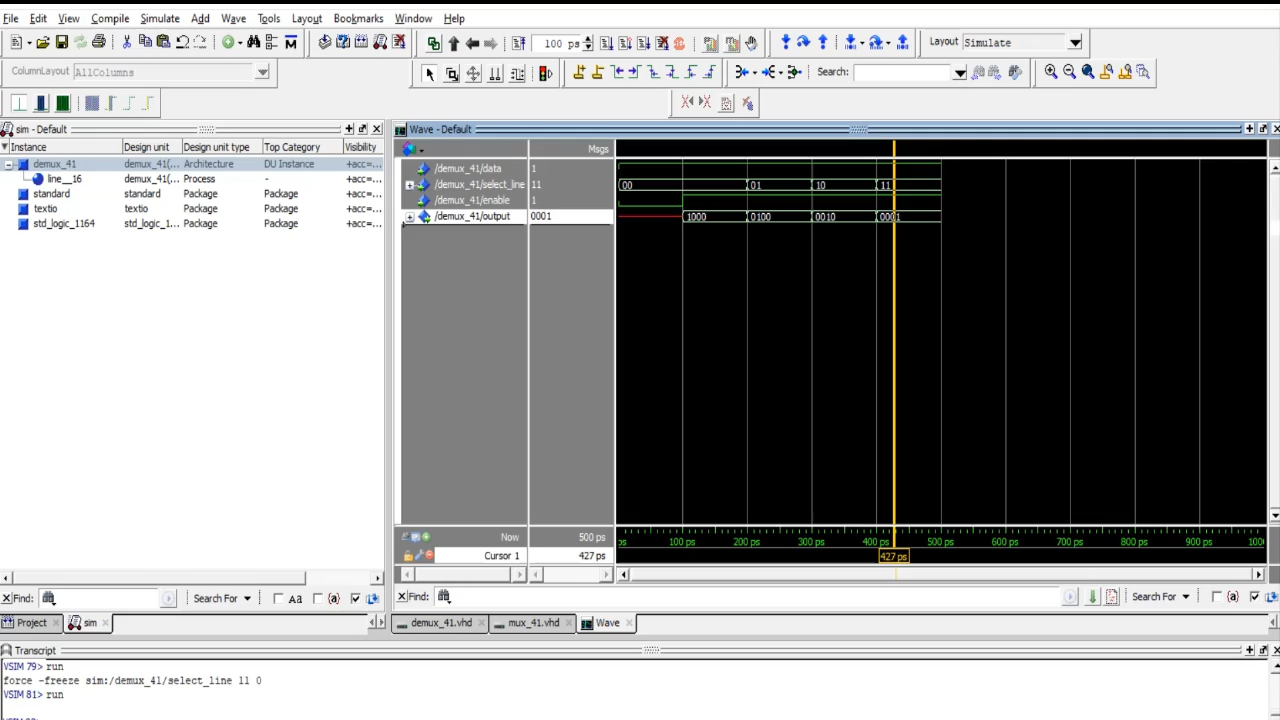 File Edit View Compile Simulate Add Wave Tools Layout Bookmarks Window Help
100 ps Layout Simulate
ColumnLayout AllColumns Search:
sim - Default
Instance Design unit Design unit type Top Category Visibility
demux_41 demux_41(... Architecture DU Instance +acc=...
line__16 demux_41(... Process - +acc=...
standard standard Package Package +acc=...
textio textio Package Package +acc=...
std_logic_1164 std_logic_1... Package Package +acc=...
Find: Search For Aa (a)
Project sim
Wave - Default
Msgs
/demux_41/data 1
/demux_41/select_line 11 00 01 10 11
/demux_41/enable 1
/demux_41/output 0001 1000 0100 0010 0001
Now 500 ps ps 100 ps 200 ps 300 ps 400 ps 500 ps 600 ps 700 ps 800 ps 900 ps 100
Cursor 1 427 ps 427 ps
Find: Search For (a)
demux_41.vhd mux_41.vhd Wave
Transcript
VSIM 79> run
force -freeze sim:/demux_41/select_line 11 0
VSIM 81> run